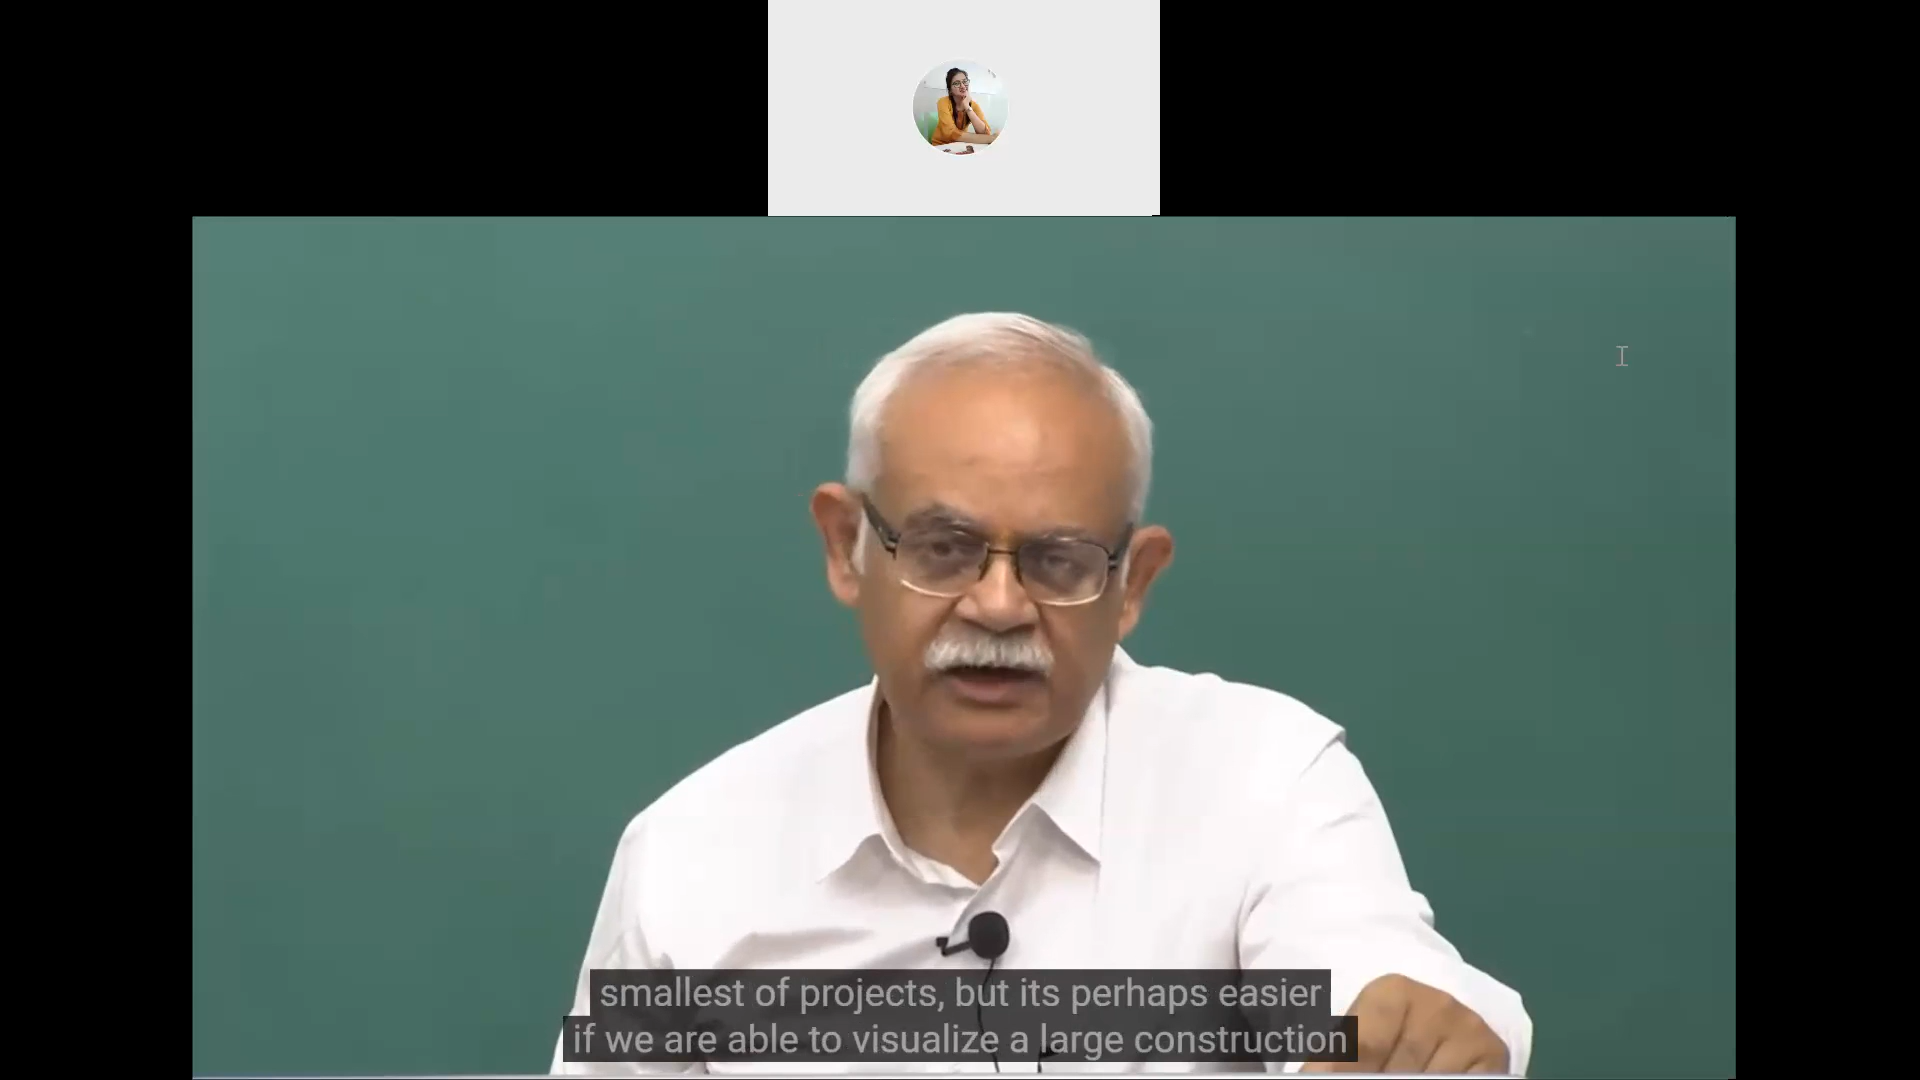 smallest of projects, but its perhaps easier
if we are able to visualize a large construction